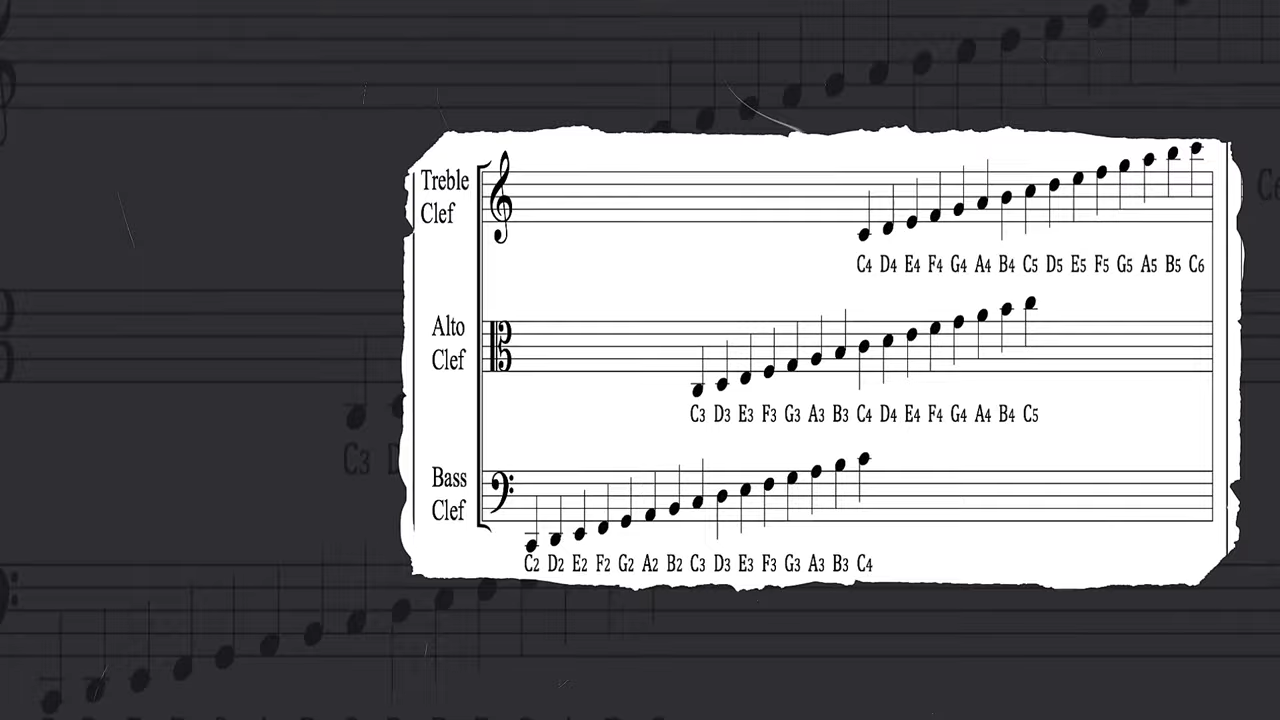 Treble
Clef
C4 D4 E4 F4 G4 A4 B4 C5 D5 E5 F5 G5 A5 B5 C6
Alto
Clef
C3 D3 E3 F3 G3 A3 B3 C4 D4 E4 F4 G4 A4 B4 C5
Bass
Clef
C2 D2 E2 F2 G2 A2 B2 C3 D3 E3 F3 G3 A3 B3 C4
C3